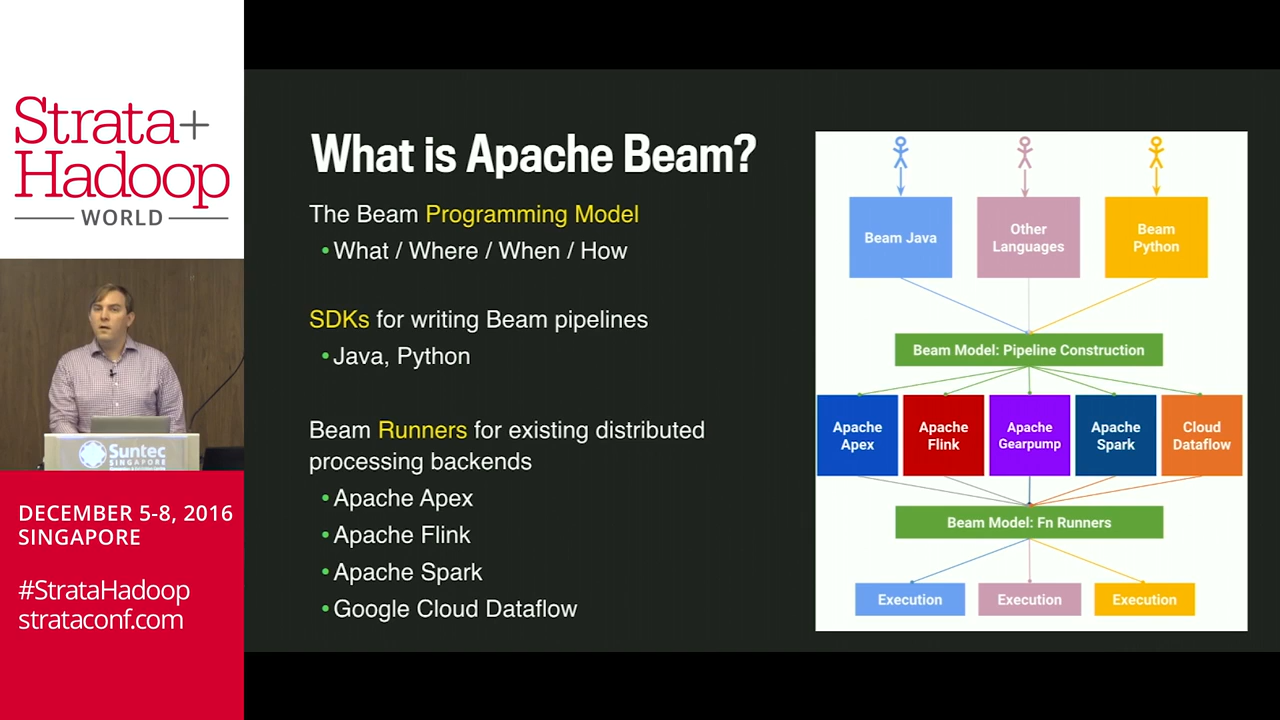 Strata+
Hadoop
WORLD
Suntec
SINGAPORE
DECEMBER 5-8, 2016
SINGAPORE
#StrataHadoop
strataconf.com
What is Apache Beam?
The Beam Programming Model
• What / Where / When / How
SDKs for writing Beam pipelines
• Java, Python
Beam Runners for existing distributed
processing backends
• Apache Apex
• Apache Flink
• Apache Spark
• Google Cloud Dataflow
Beam Java
Other
Languages
Beam
Python
Beam Model: Pipeline Construction
Apache
Apex
Apache
Flink
Apache
Gearpump
Apache
Spark
Cloud
Dataflow
Beam Model: Fn Runners
Execution
Execution
Execution